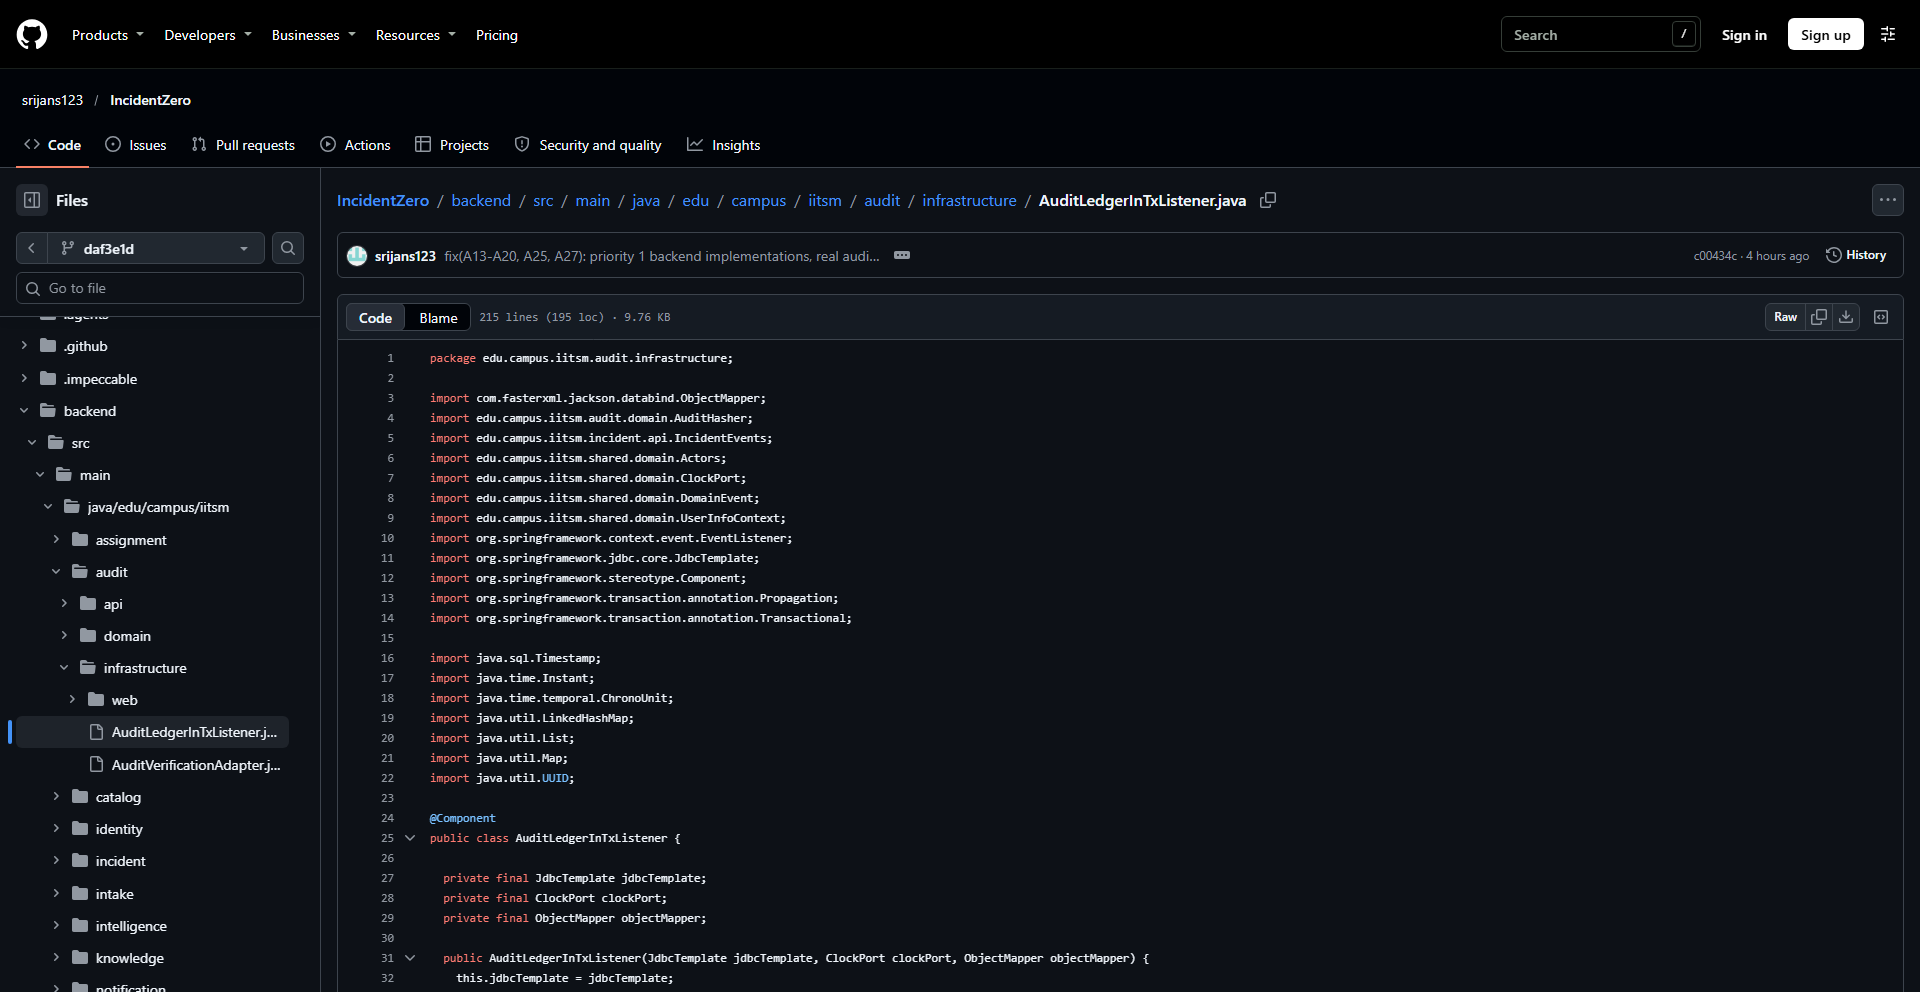 Products Developers Businesses Resources Pricing Search / Sign in Sign up
srijans123 / IncidentZero
Code Issues Pull requests Actions Projects Security and quality Insights
Files
daf3e1d
Go to file
.agents
.github
.impeccable
backend
src
main
java/edu/campus/iitsm
assignment
audit
api
domain
infrastructure
web
AuditLedgerInTxListener.j...
AuditVerificationAdapter.j...
catalog
identity
incident
intake
intelligence
knowledge
notification
IncidentZero / backend / src / main / java / edu / campus / iitsm / audit / infrastructure / AuditLedgerInTxListener.java
srijans123 fix(A13-A20, A25, A27): priority 1 backend implementations, real audi... c00434c · 4 hours ago History
Code Blame 215 lines (195 loc) · 9.76 KB Raw
1 package edu.campus.iitsm.audit.infrastructure;
2
3 import com.fasterxml.jackson.databind.ObjectMapper;
4 import edu.campus.iitsm.audit.domain.AuditHasher;
5 import edu.campus.iitsm.incident.api.IncidentEvents;
6 import edu.campus.iitsm.shared.domain.Actors;
7 import edu.campus.iitsm.shared.domain.ClockPort;
8 import edu.campus.iitsm.shared.domain.DomainEvent;
9 import edu.campus.iitsm.shared.domain.UserInfoContext;
10 import org.springframework.context.event.EventListener;
11 import org.springframework.jdbc.core.JdbcTemplate;
12 import org.springframework.stereotype.Component;
13 import org.springframework.transaction.annotation.Propagation;
14 import org.springframework.transaction.annotation.Transactional;
15
16 import java.sql.Timestamp;
17 import java.time.Instant;
18 import java.time.temporal.ChronoUnit;
19 import java.util.LinkedHashMap;
20 import java.util.List;
21 import java.util.Map;
22 import java.util.UUID;
23
24 @Component
25 public class AuditLedgerInTxListener {
26
27 private final JdbcTemplate jdbcTemplate;
28 private final ClockPort clockPort;
29 private final ObjectMapper objectMapper;
30
31 public AuditLedgerInTxListener(JdbcTemplate jdbcTemplate, ClockPort clockPort, ObjectMapper objectMapper) {
32 this.jdbcTemplate = jdbcTemplate;